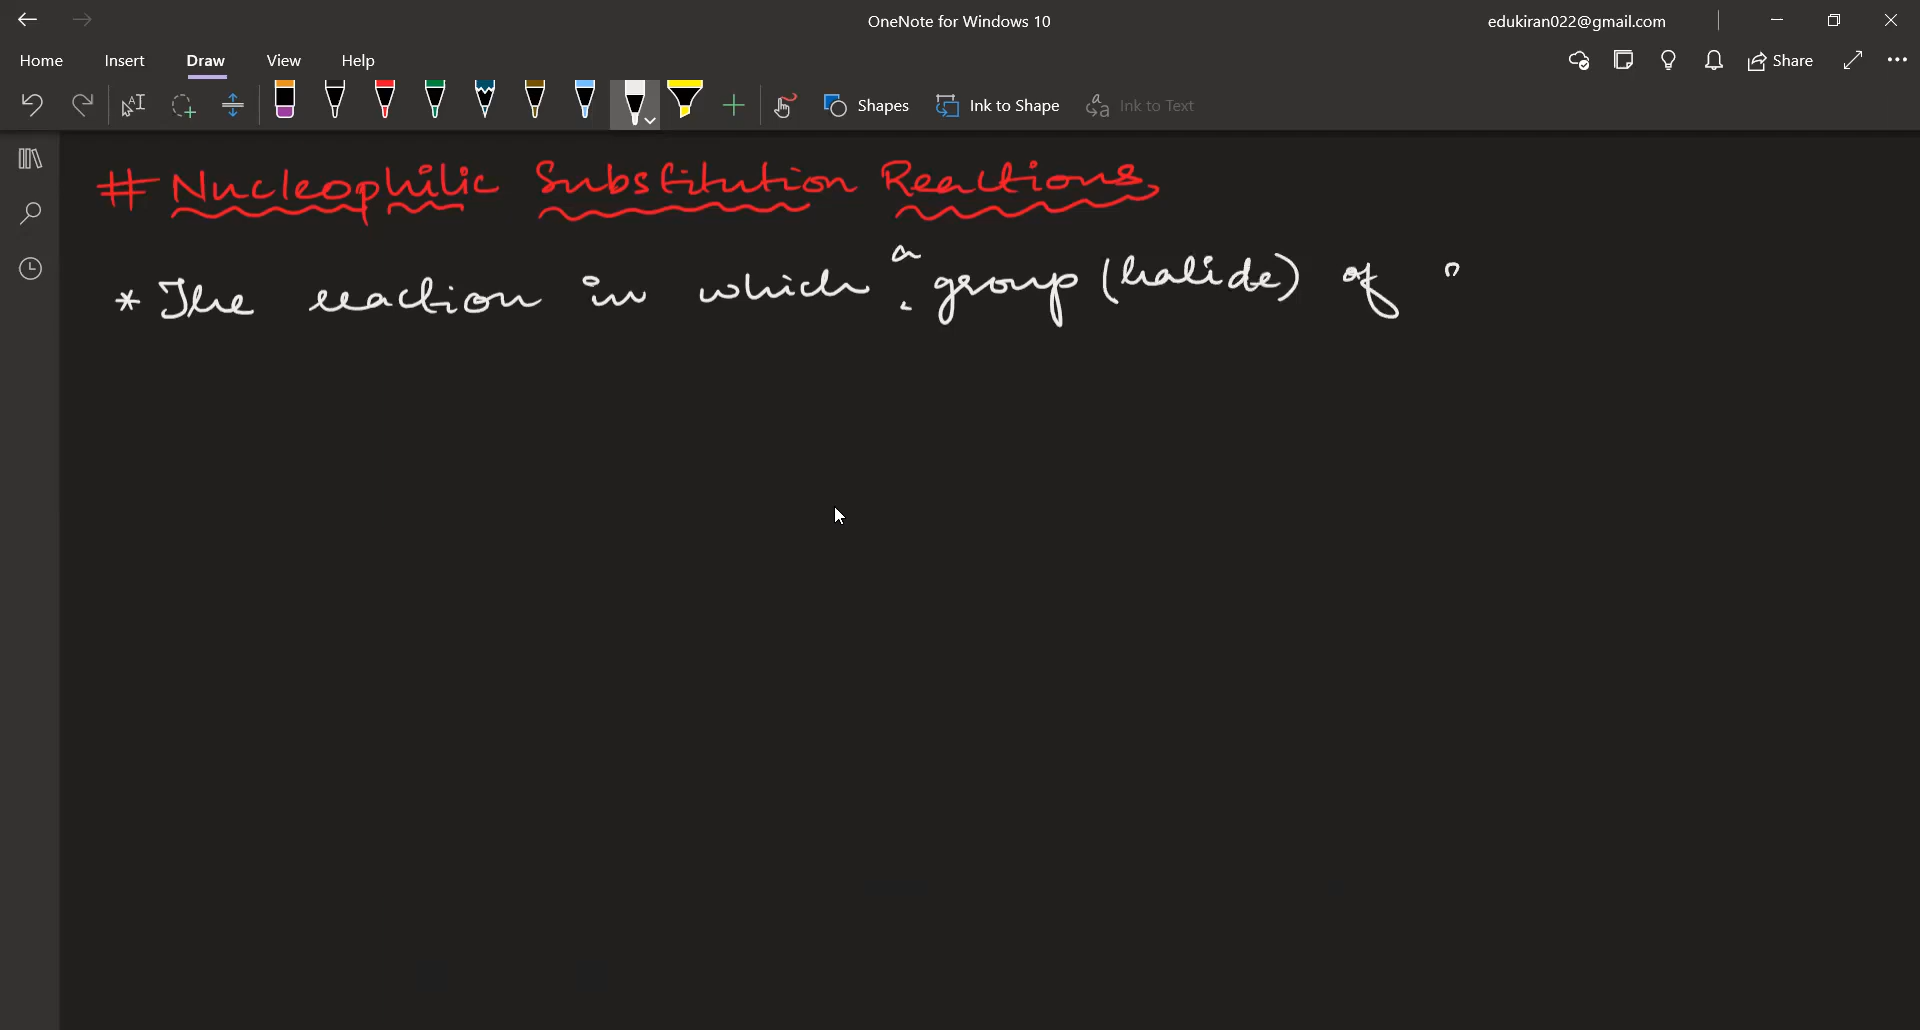 OneNote for Windows 10
edukiran022@gmail.com
Home Insert Draw View Help
Share
Shapes Ink to Shape Ink to Text
# Nucleophilic Substitution Reactions
* The reaction in which a group (halide) of